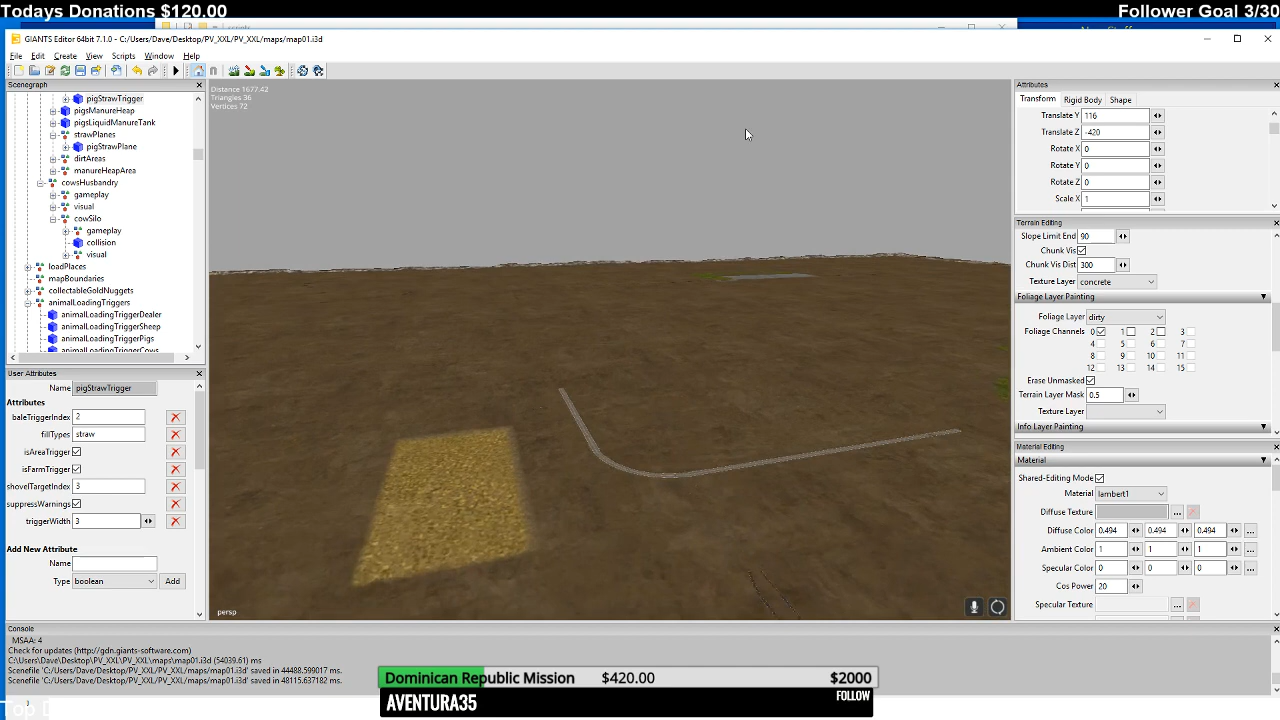 Todays Donations $120.00
Follower Goal 3/30
GIANTS Editor 64bit 7.1.0 - C:/Users/Dave/Desktop/PV_XXL/PV_XXL/maps/map01.i3d
File Edit Create View Scripts Window Help
Scenegraph
pigStrawTrigger
pigsManureHeap
pigsLiquidManureTank
strawPlanes
pigStrawPlane
dirtAreas
manureHeapArea
cowsHusbandry
gameplay
visual
cowSilo
gameplay
collision
visual
loadPlaces
mapBoundaries
collectableGoldNuggets
animalLoadingTriggers
animalLoadingTriggerDealer
animalLoadingTriggerSheep
animalLoadingTriggerPigs
animalLoadingTriggerCows
User Attributes
Name pigStrawTrigger
Attributes
baleTriggerIndex 2
fillTypes straw
isAreaTrigger
isFarmTrigger
shovelTargetIndex 3
suppressWarnings
triggerWidth 3
Add New Attribute
Name
Type boolean Add
Distance 1677.42
Triangles 36
Vertices 72
persp
Attributes
Transform Rigid Body Shape
Translate Y 116
Translate Z -420
Rotate X 0
Rotate Y 0
Rotate Z 0
Scale X 1
Terrain Editing
Slope Limit End 90
Chunk Vis
Chunk Vis Dist 300
Texture Layer concrete
Foliage Layer Painting
Foliage Layer dirty
Foliage Channels 0 1 2 3
4 5 6 7
8 9 10 11
12 13 14 15
Erase Unmasked
Terrain Layer Mask 0.5
Texture Layer
Info Layer Painting
Material Editing
Material
Shared-Editing Mode
Material lambert1
Diffuse Texture ...
Diffuse Color 0.494 0.494 0.494 ...
Ambient Color 1 1 1 ...
Specular Color 0 0 0 ...
Cos Power 20
Specular Texture ...
Console
MSAA: 4
Check for updates (http://gdn.giants-software.com)
C:\Users\Dave\Desktop\PV_XXL\PV_XXL\maps\map01.i3d (54039.61) ms
Scenefile 'C:/Users/Dave/Desktop/PV_XXL/PV_XXL/maps/map01.i3d' saved in 44488.599017 ms.
Scenefile 'C:/Users/Dave/Desktop/PV_XXL/PV_XXL/maps/map01.i3d' saved in 48115.637182 ms.
Dominican Republic Mission $420.00 $2000
AVENTURA35 FOLLOW
Top D